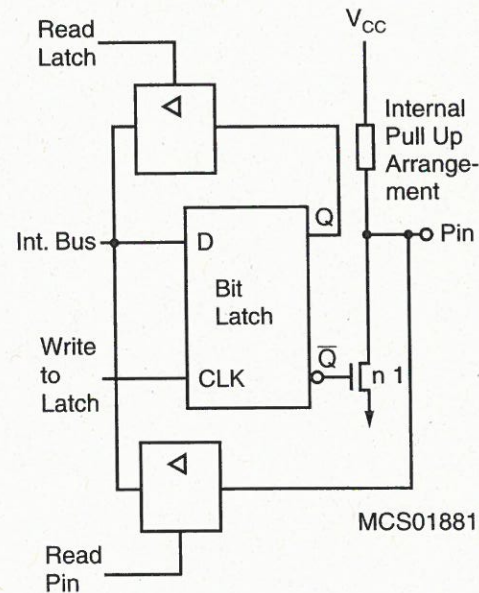 Read
Latch
VCC
Internal
Pull Up
Arrange-
ment
Q
Int. Bus
D
Pin
Bit
Latch
Write
to
Latch
CLK
Q̅
n 1
MCS01881
Read
Pin